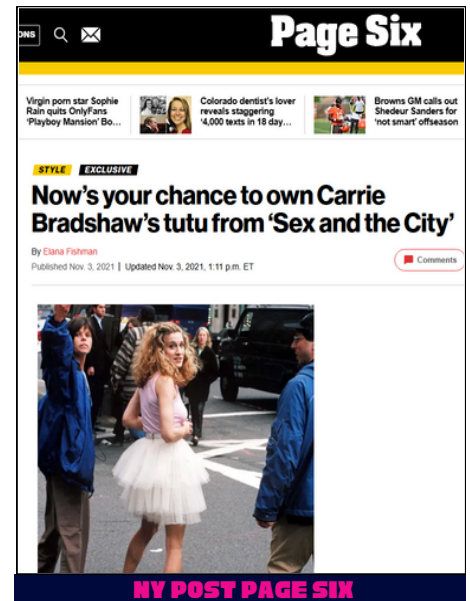 ONS
Page Six
Virgin porn star Sophie
Rain quits OnlyFans
'Playboy Mansion' Bo...
Colorado dentist's lover
reveals staggering
'4,000 texts in 18 day...
Browns GM calls out
Shedeur Sanders for
'not smart' offseason
STYLE EXCLUSIVE
Now's your chance to own Carrie
Bradshaw's tutu from 'Sex and the City'
By Elana Fishman
Published Nov. 3, 2021 | Updated Nov. 3, 2021, 1:11 p.m. ET
Comments
NY POST PAGE SIX